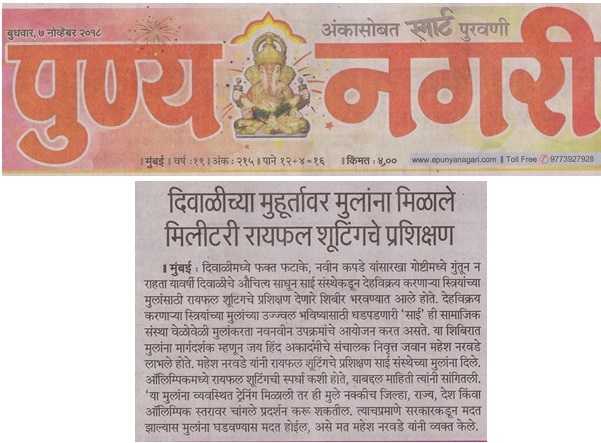 बुधवार, ७ नोव्हेंबर २०१८
अंकासोबत स्मार्ट पुरवणी
पुण्य नगरी
। मुंबई । वर्ष : १९ । अंक : २१५ । पाने १२+४=१६ । किंमत : ४.००
www.epunyanagari.com । Toll Free 9773927928
दिवाळीच्या मुहूर्तावर मुलांना मिळाले
मिलीटरी रायफल शूटिंगचे प्रशिक्षण
। मुंबई : दिवाळीमध्ये फक्त फटाके, नवीन कपडे यांसारखा गोष्टीमध्ये गुंतून न
राहता यावर्षी दिवाळीचे औचित्य साधून साई संस्थेकडून देहविक्रय करणाऱ्या स्त्रियांच्या
मुलांसाठी रायफल शूटिंगचे प्रशिक्षण देणारे शिबीर भरवण्यात आले होते. देहविक्रय
करणाऱ्या स्त्रियांच्या मुलांच्या उज्ज्वल भविष्यासाठी घडपडणारी ‘साई’ ही सामाजिक
संस्था वेळोवेळी मुलांकरता नवनवीन उपक्रमांचे आयोजन करत असते. या शिबिरात
मुलांना मार्गदर्शक म्हणून जय हिंद अकादमीचे संचालक निवृत्त जवान महेश नरवडे
लाभले होते. महेश नरवडे यांनी रायफल शूटिंगचे प्रशिक्षण साई संस्थेच्या मुलांना दिले.
ऑलिम्पिकमध्ये रायफल शूटिंगची स्पर्धा कशी होते, याबद्दल माहिती त्यांनी सांगितली.
‘या मुलांना व्यवस्थित ट्रेनिंग मिळाली तर ही मुले नक्कीच जिल्हा, राज्य, देश किंवा
ऑलिम्पिक स्तरावर चांगले प्रदर्शन करू शकतील. त्याचप्रमाणे सरकारकडून मदत
झाल्यास मुलांना घडवण्यास मदत होईल, असे मत महेश नरवडे यांनी व्यक्त केले.